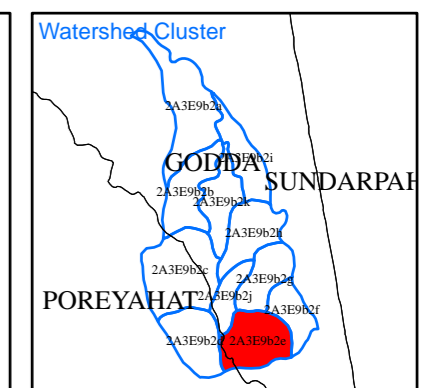 Watershed Cluster
2A3E9b2a
GODDA
2A3E9b2i
SUNDARPAH
2A3E9b2b
2A3E9b2k
2A3E9b2h
2A3E9b2c
2A3E9b2g
POREYAHAT
2A3E9b2j
2A3E9b2f
2A3E9b2d
2A3E9b2e